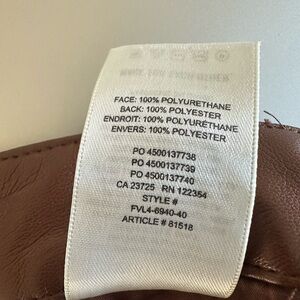 FACE: 100% POLYURETHANE
BACK: 100% POLYESTER
ENDROIT: 100% POLYURÉTHANE
ENVERS: 100% POLYESTER
PO 4500137738
PO 4500137739
PO 4500137740
CA 23725 RN 122354
STYLE #
FVL4-6940-40
ARTICLE # 81518